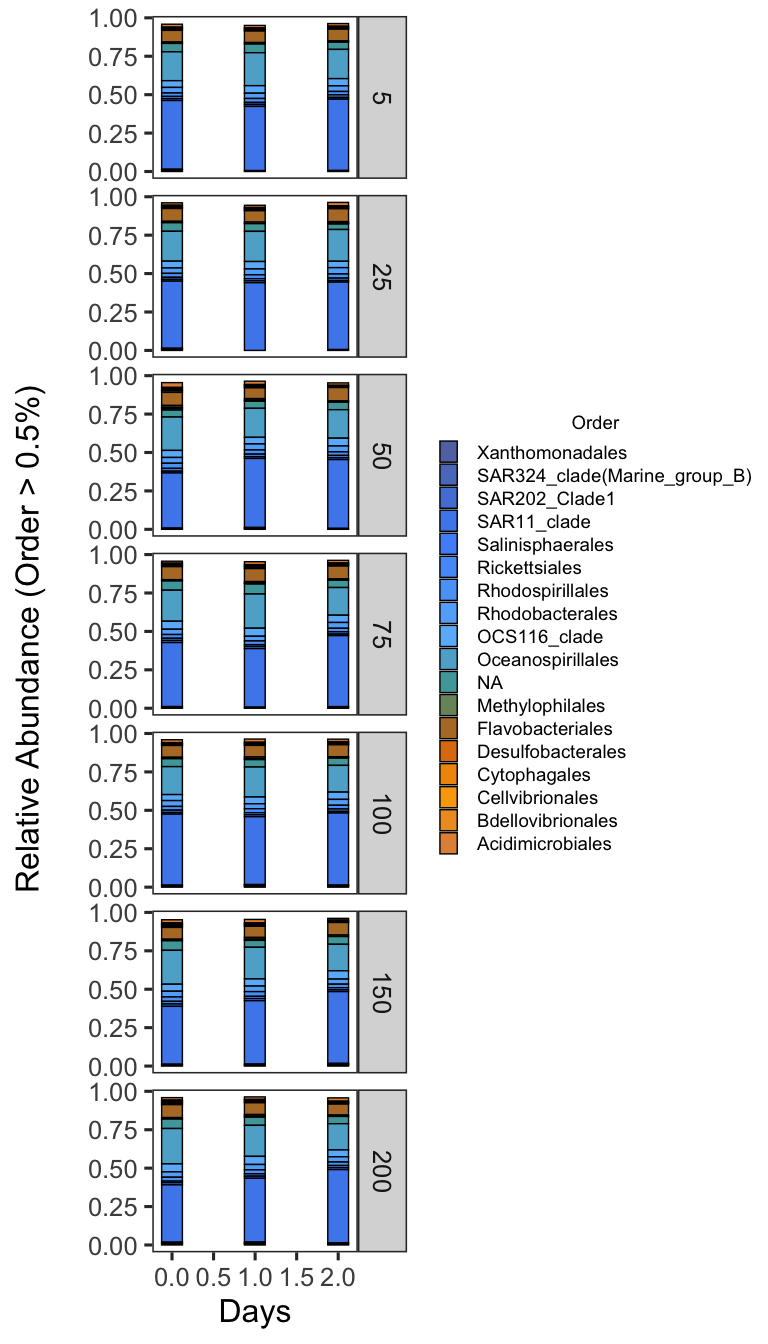 Relative Abundance (Order > 0.5%)
1.00
0.75
0.50
0.25
0.00
5
1.00
0.75
0.50
0.25
0.00
25
1.00
0.75
0.50
0.25
0.00
50
1.00
0.75
0.50
0.25
0.00
75
1.00
0.75
0.50
0.25
0.00
100
1.00
0.75
0.50
0.25
0.00
150
1.00
0.75
0.50
0.25
0.00
200
0.0 0.5 1.0 1.5 2.0
Days
Order
Xanthomonadales
SAR324_clade(Marine_group_B)
SAR202_Clade1
SAR11_clade
Salinisphaerales
Rickettsiales
Rhodospirillales
Rhodobacterales
OCS116_clade
Oceanospirillales
NA
Methylophilales
Flavobacteriales
Desulfobacterales
Cytophagales
Cellvibrionales
Bdellovibrionales
Acidimicrobiales